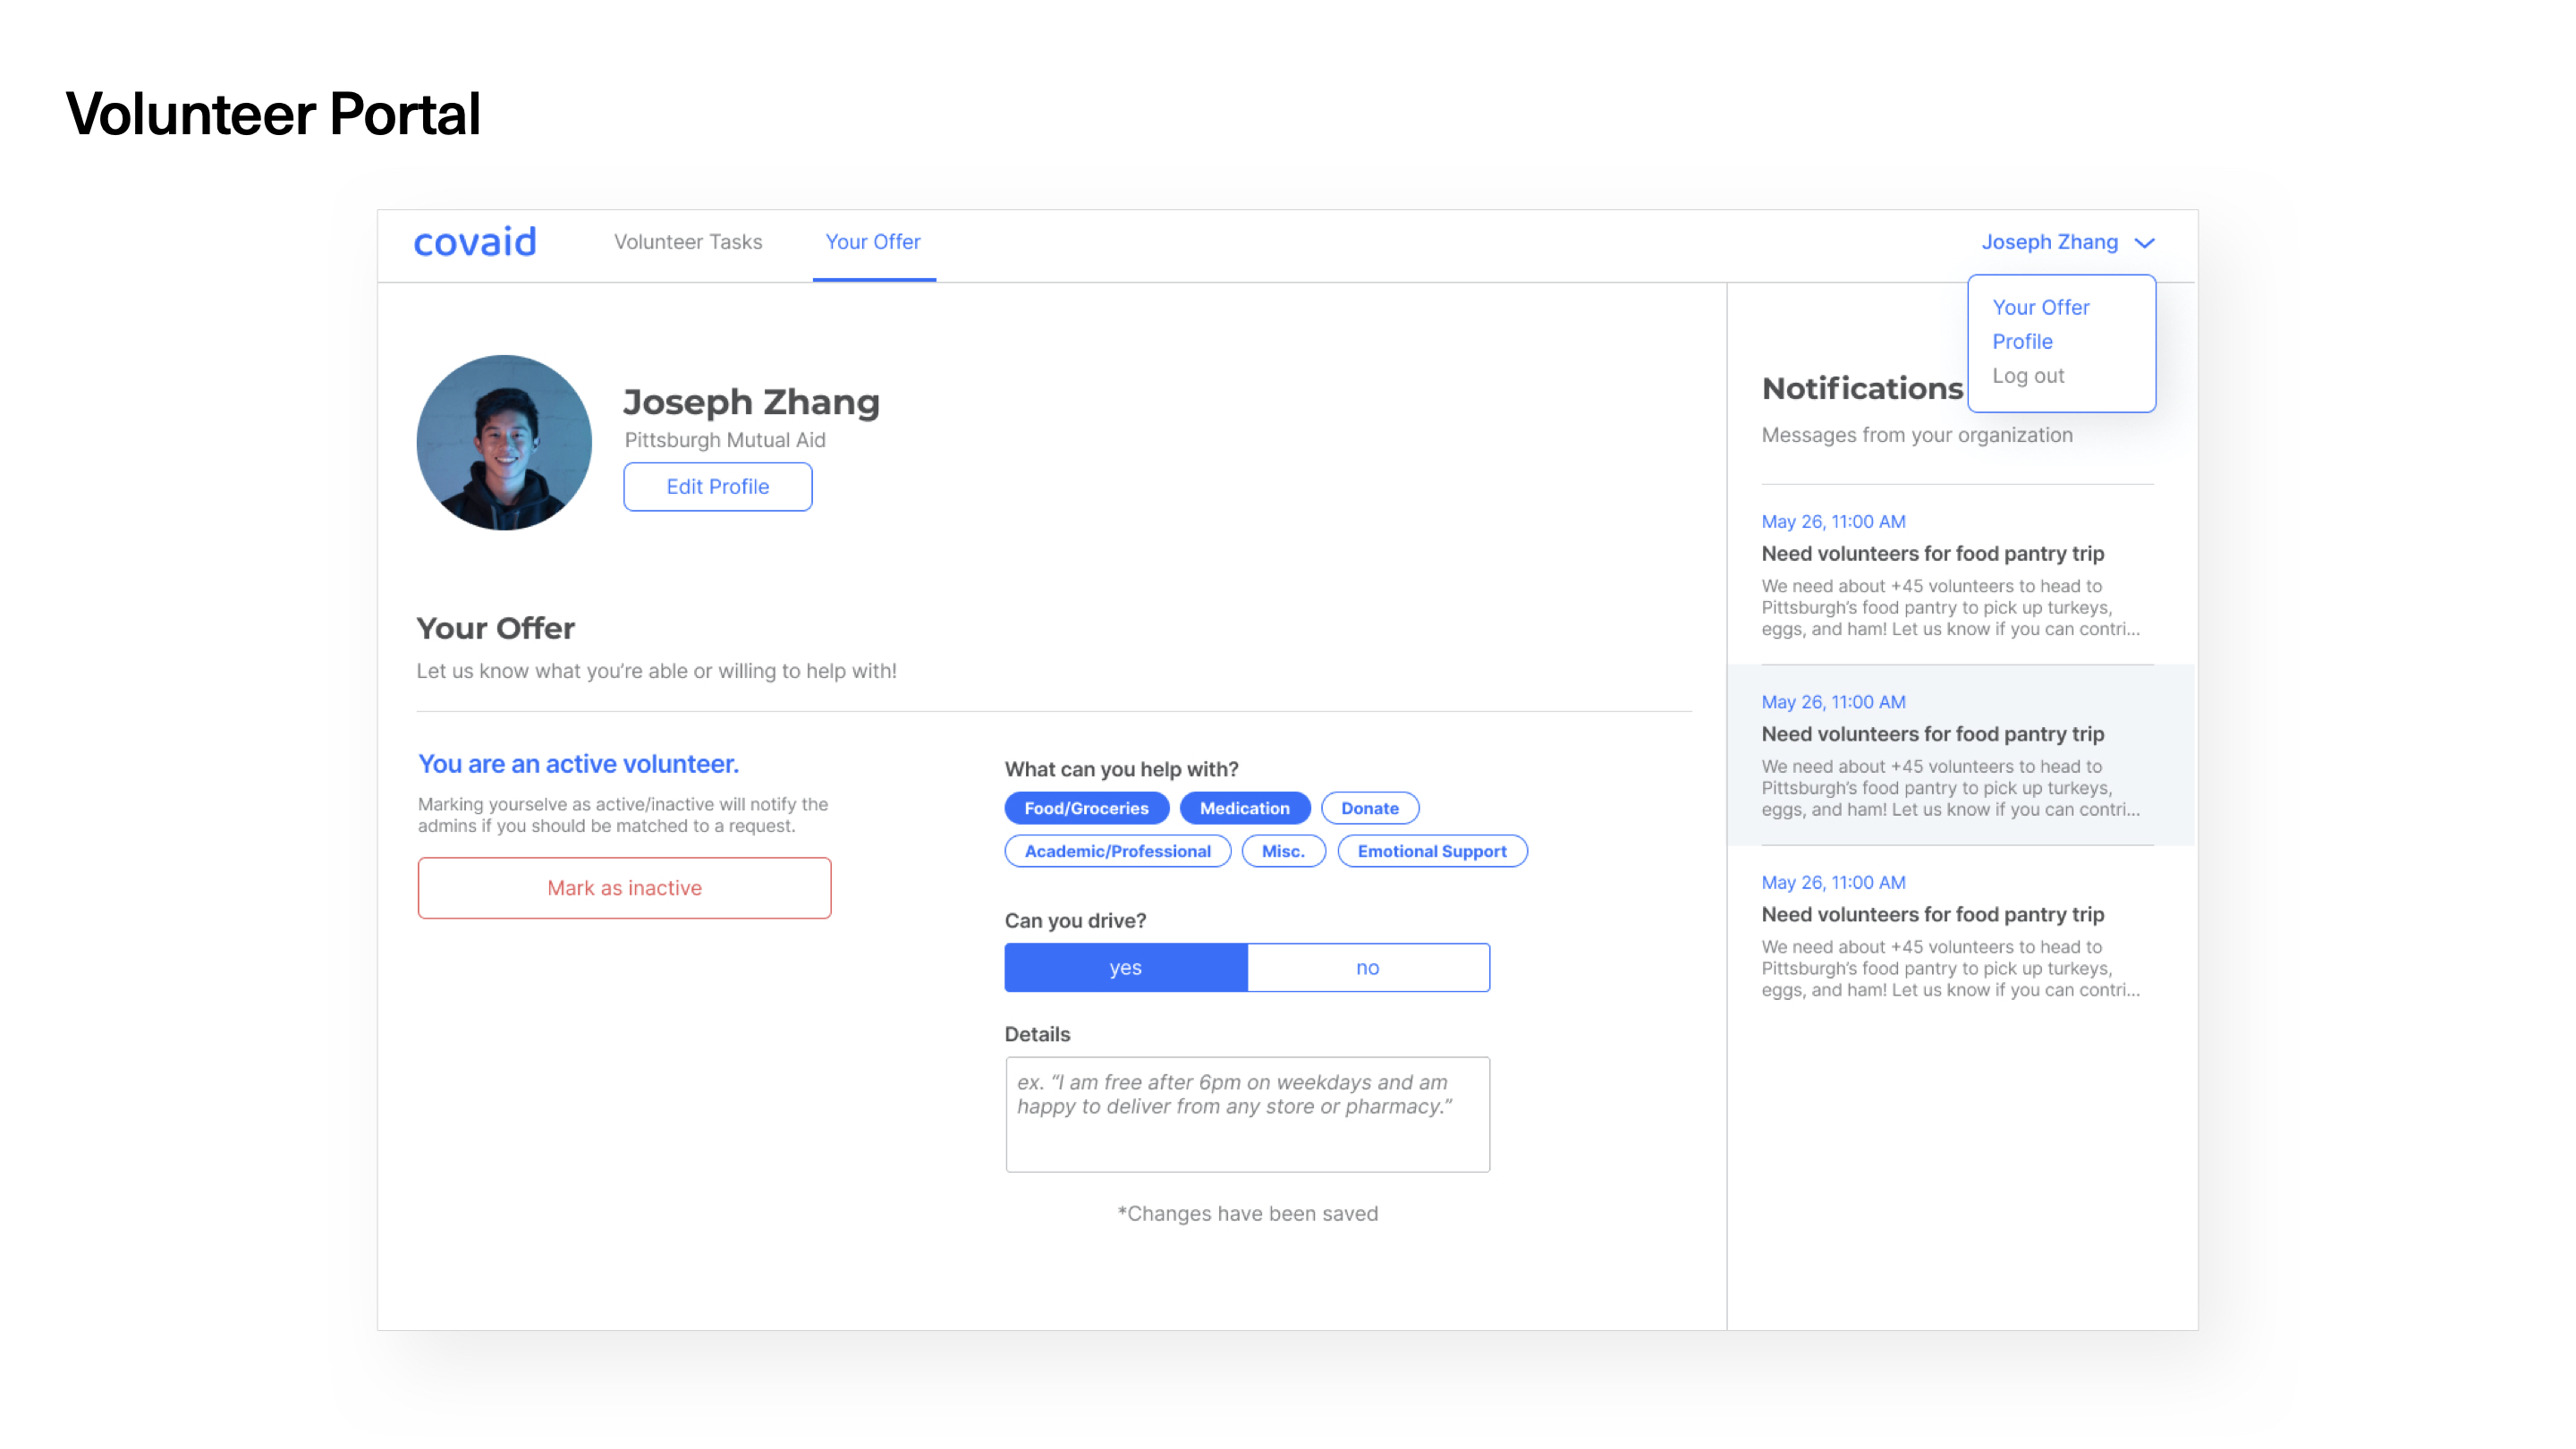 Volunteer Portal
covaid
Volunteer Tasks
Your Offer
Joseph Zhang
Your Offer
Profile
Log out
Joseph Zhang
Pittsburgh Mutual Aid
Edit Profile
Your Offer
Let us know what you’re able or willing to help with!
You are an active volunteer.
Marking yourselve as active/inactive will notify the
admins if you should be matched to a request.
Mark as inactive
What can you help with?
Food/Groceries
Medication
Donate
Academic/Professional
Misc.
Emotional Support
Can you drive?
yes
no
Details
ex. “I am free after 6pm on weekdays and am
happy to deliver from any store or pharmacy.”
*Changes have been saved
Notifications
Messages from your organization
May 26, 11:00 AM
Need volunteers for food pantry trip
We need about +45 volunteers to head to
Pittsburgh’s food pantry to pick up turkeys,
eggs, and ham! Let us know if you can contri...
May 26, 11:00 AM
Need volunteers for food pantry trip
We need about +45 volunteers to head to
Pittsburgh’s food pantry to pick up turkeys,
eggs, and ham! Let us know if you can contri...
May 26, 11:00 AM
Need volunteers for food pantry trip
We need about +45 volunteers to head to
Pittsburgh’s food pantry to pick up turkeys,
eggs, and ham! Let us know if you can contri...